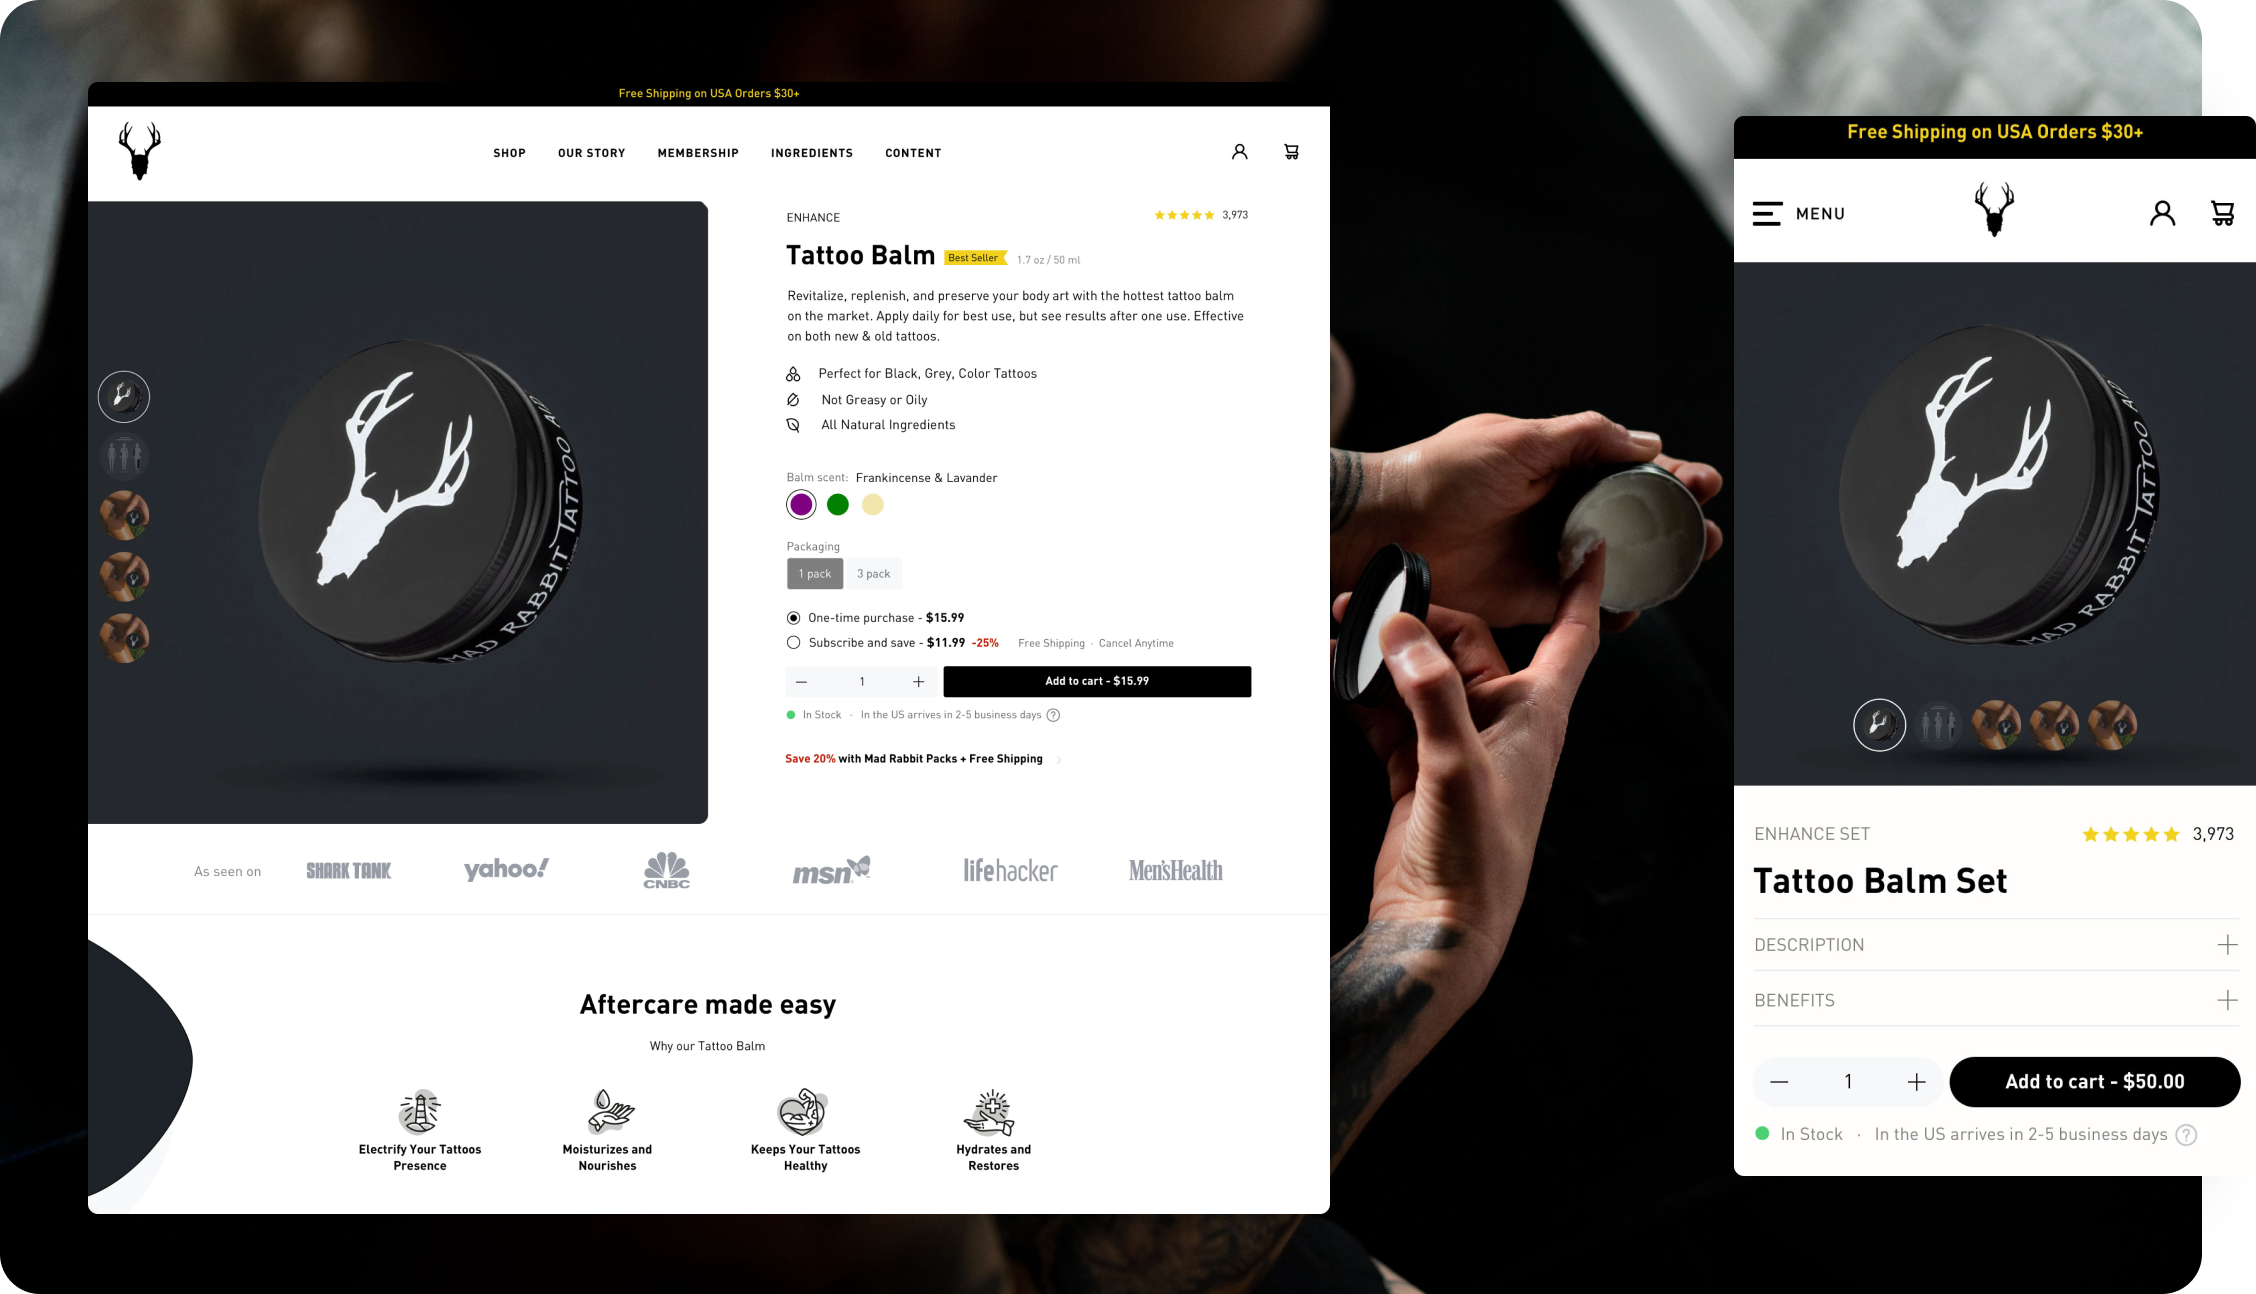 Free Shipping on USA Orders $30+
SHOP OUR STORY MEMBERSHIP INGREDIENTS CONTENT
ENHANCE
3,973
Tattoo Balm
Best Seller
1.7 oz / 50 ml
Revitalize, replenish, and preserve your body art with the hottest tattoo balm
on the market. Apply daily for best use, but see results after one use. Effective
on both new & old tattoos.
Perfect for Black, Grey, Color Tattoos
Not Greasy or Oily
All Natural Ingredients
Balm scent: Frankincense & Lavander
Packaging
1 pack 3 pack
One-time purchase - $15.99
Subscribe and save - $11.99 -25% Free Shipping · Cancel Anytime
1
Add to cart - $15.99
In Stock · In the US arrives in 2-5 business days ?
Save 20% with Mad Rabbit Packs + Free Shipping
MAD RABBIT TATTOO
As seen on
SHARK TANK
yahoo!
CNBC
msn
lifehacker
Men'sHealth
Aftercare made easy
Why our Tattoo Balm
Electrify Your Tattoos
Presence
Moisturizes and
Nourishes
Keeps Your Tattoos
Healthy
Hydrates and
Restores
Free Shipping on USA Orders $30+
MENU
MAD RABBIT TATTOO
ENHANCE SET
3,973
Tattoo Balm Set
DESCRIPTION
BENEFITS
1
Add to cart - $50.00
In Stock · In the US arrives in 2-5 business days ?